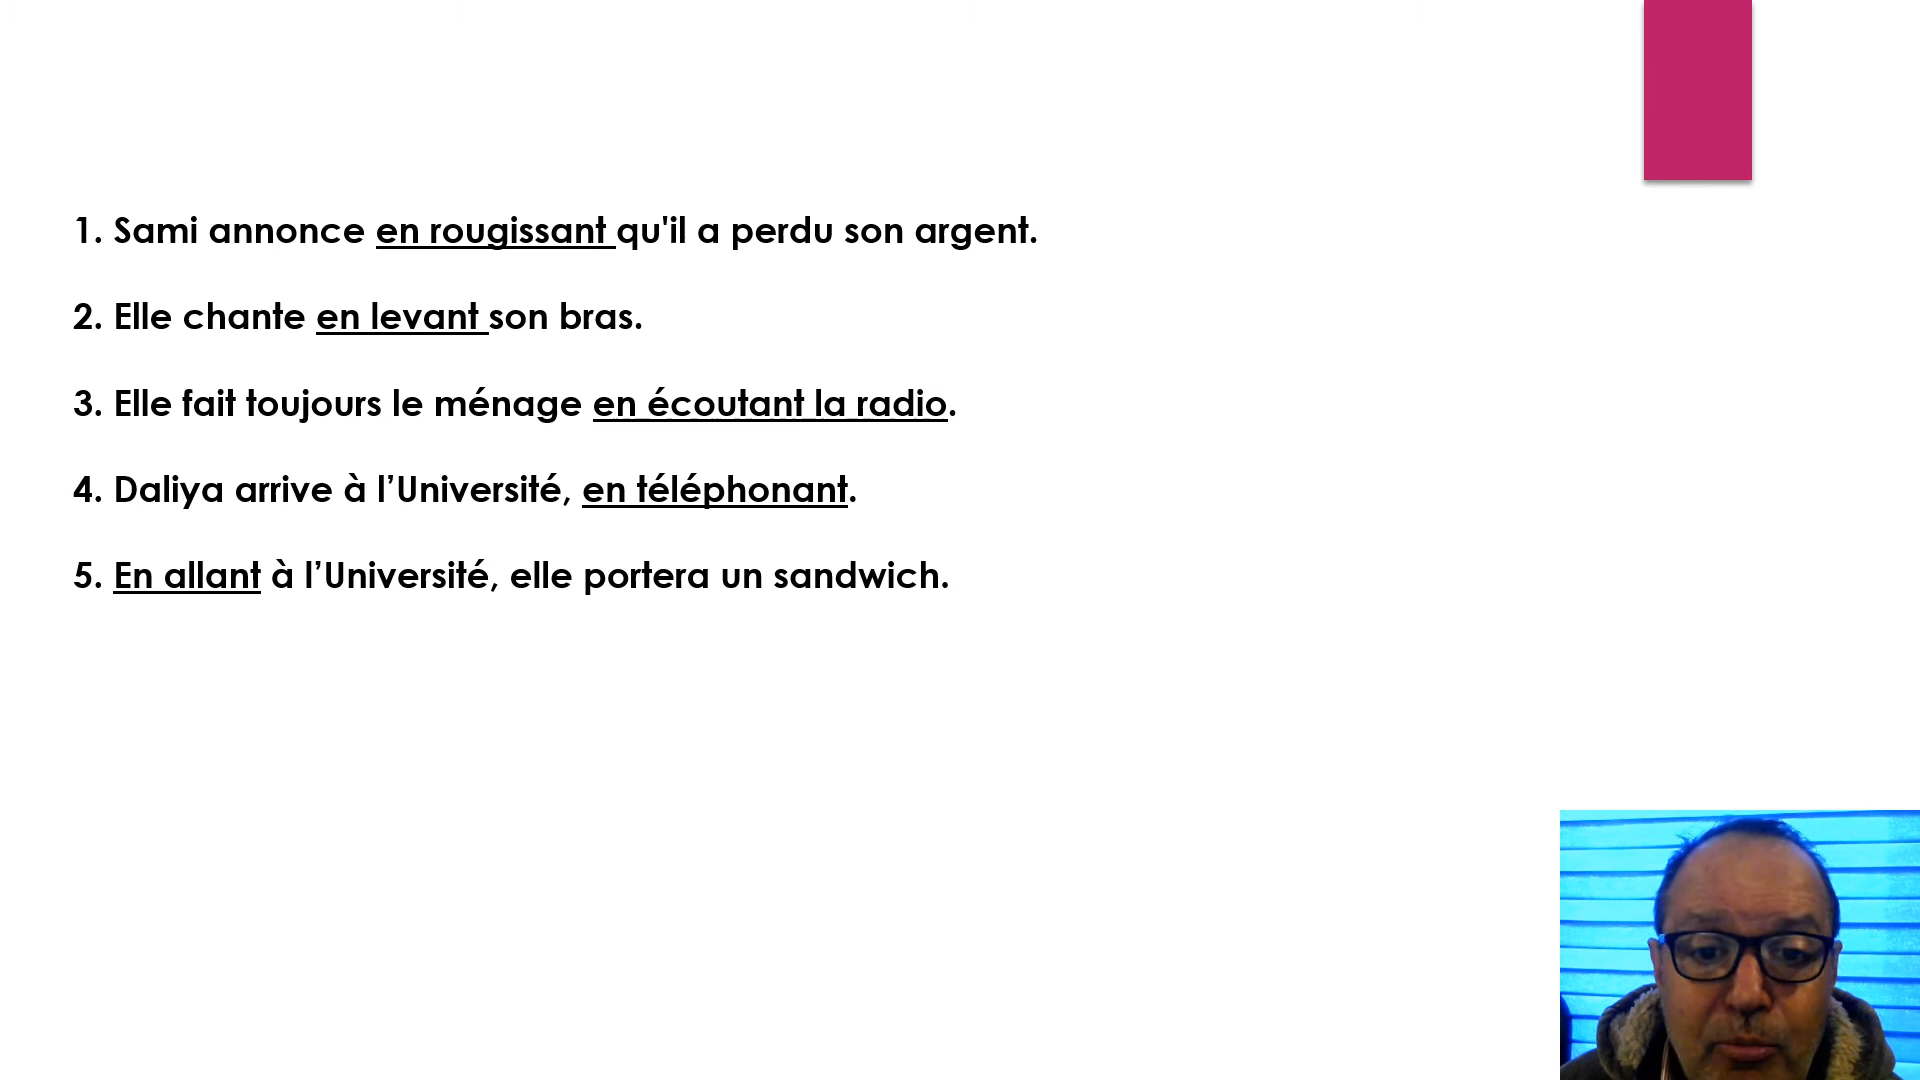 1. Sami annonce en rougissant qu'il a perdu son argent.
2. Elle chante en levant son bras.
3. Elle fait toujours le ménage en écoutant la radio.
4. Daliya arrive à l’Université, en téléphonant.
5. En allant à l’Université, elle portera un sandwich.